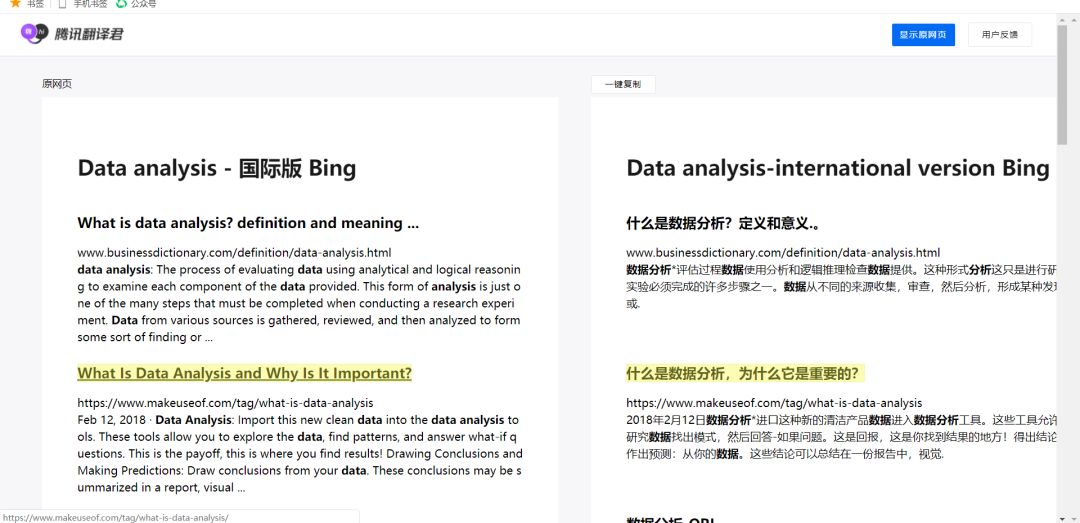 书签 手机书签 公众号
hi 腾讯翻译君
显示原网页 用户反馈
原网页
一键复制
Data analysis - 国际版 Bing
What is data analysis? definition and meaning ...
www.businessdictionary.com/definition/data-analysis.html
data analysis: The process of evaluating data using analytical and logical reasonin
g to examine each component of the data provided. This form of analysis is just o
ne of the many steps that must be completed when conducting a research experi
ment. Data from various sources is gathered, reviewed, and then analyzed to form
some sort of finding or ...
What Is Data Analysis and Why Is It Important?
https://www.makeuseof.com/tag/what-is-data-analysis
Feb 12, 2018 · Data Analysis: Import this new clean data into the data analysis to
ols. These tools allow you to explore the data, find patterns, and answer what-if q
uestions. This is the payoff, this is where you find results! Drawing Conclusions and
Making Predictions: Draw conclusions from your data. These conclusions may be s
ummarized in a report, visual ...
Data analysis-international version Bing
什么是数据分析？定义和意义.。
www.businessdictionary.com/definition/data-analysis.html
数据分析*评估过程数据使用分析和逻辑推理检查数据提供。这种形式分析这只是进行研
实验必须完成的许多步骤之一。数据从不同的来源收集，审查，然后分析，形成某种发现
或.
什么是数据分析，为什么它是重要的？
https://www.makeuseof.com/tag/what-is-data-analysis
2018年2月12日数据分析*进口这种新的清洁产品数据进入数据分析工具。这些工具允许
研究数据找出模式，然后回答-如果问题。这是回报，这是你找到结果的地方！得出结论
作出预测：从你的数据。这些结论可以总结在一份报告中，视觉.
https://www.makeuseof.com/tag/what-is-data-analysis/